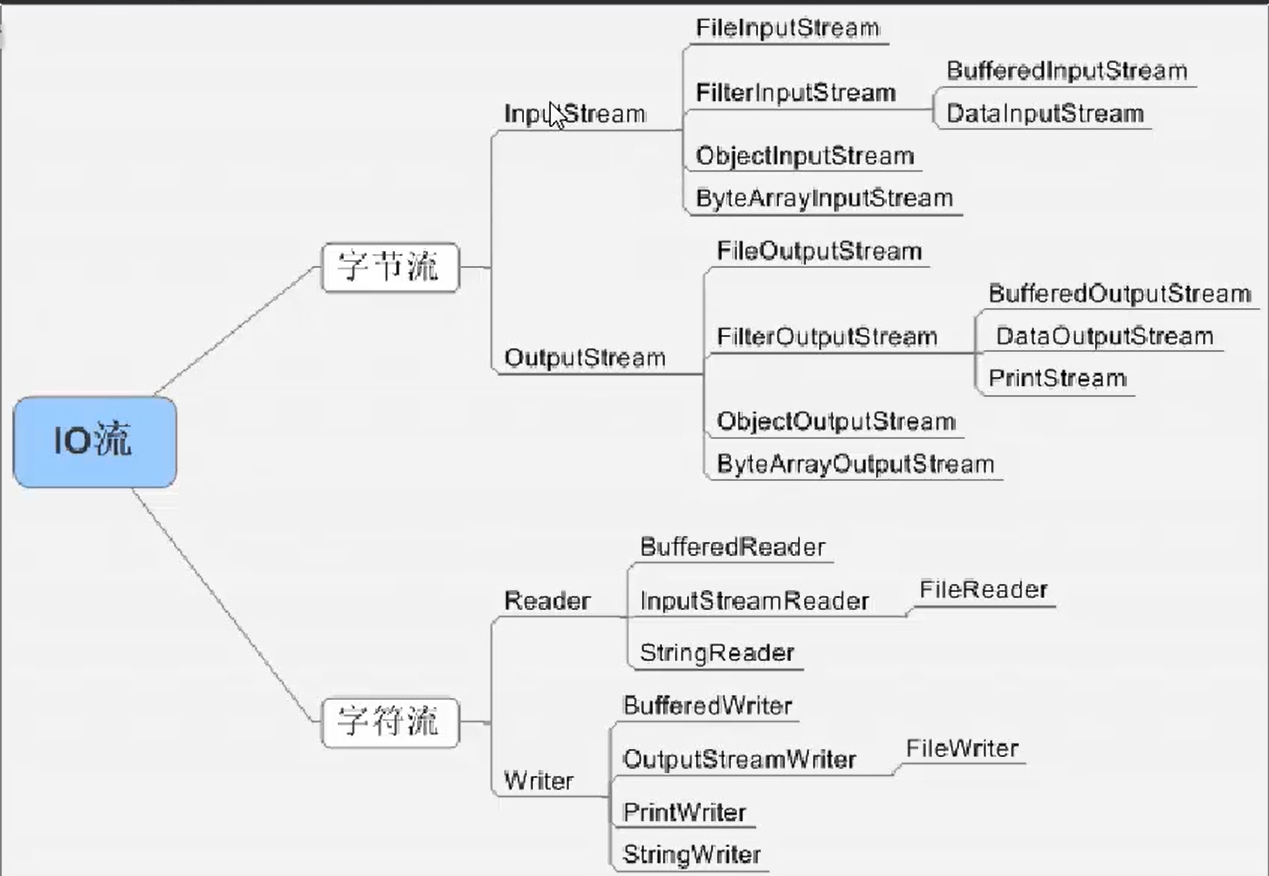 IO流
字节流
InputStream
FileInputStream
FilterInputStream
BufferedInputStream
DataInputStream
ObjectInputStream
ByteArrayInputStream
OutputStream
FileOutputStream
FilterOutputStream
BufferedOutputStream
DataOutputStream
PrintStream
ObjectOutputStream
ByteArrayOutputStream
字符流
Reader
BufferedReader
InputStreamReader
FileReader
StringReader
Writer
BufferedWriter
OutputStreamWriter
FileWriter
PrintWriter
StringWriter